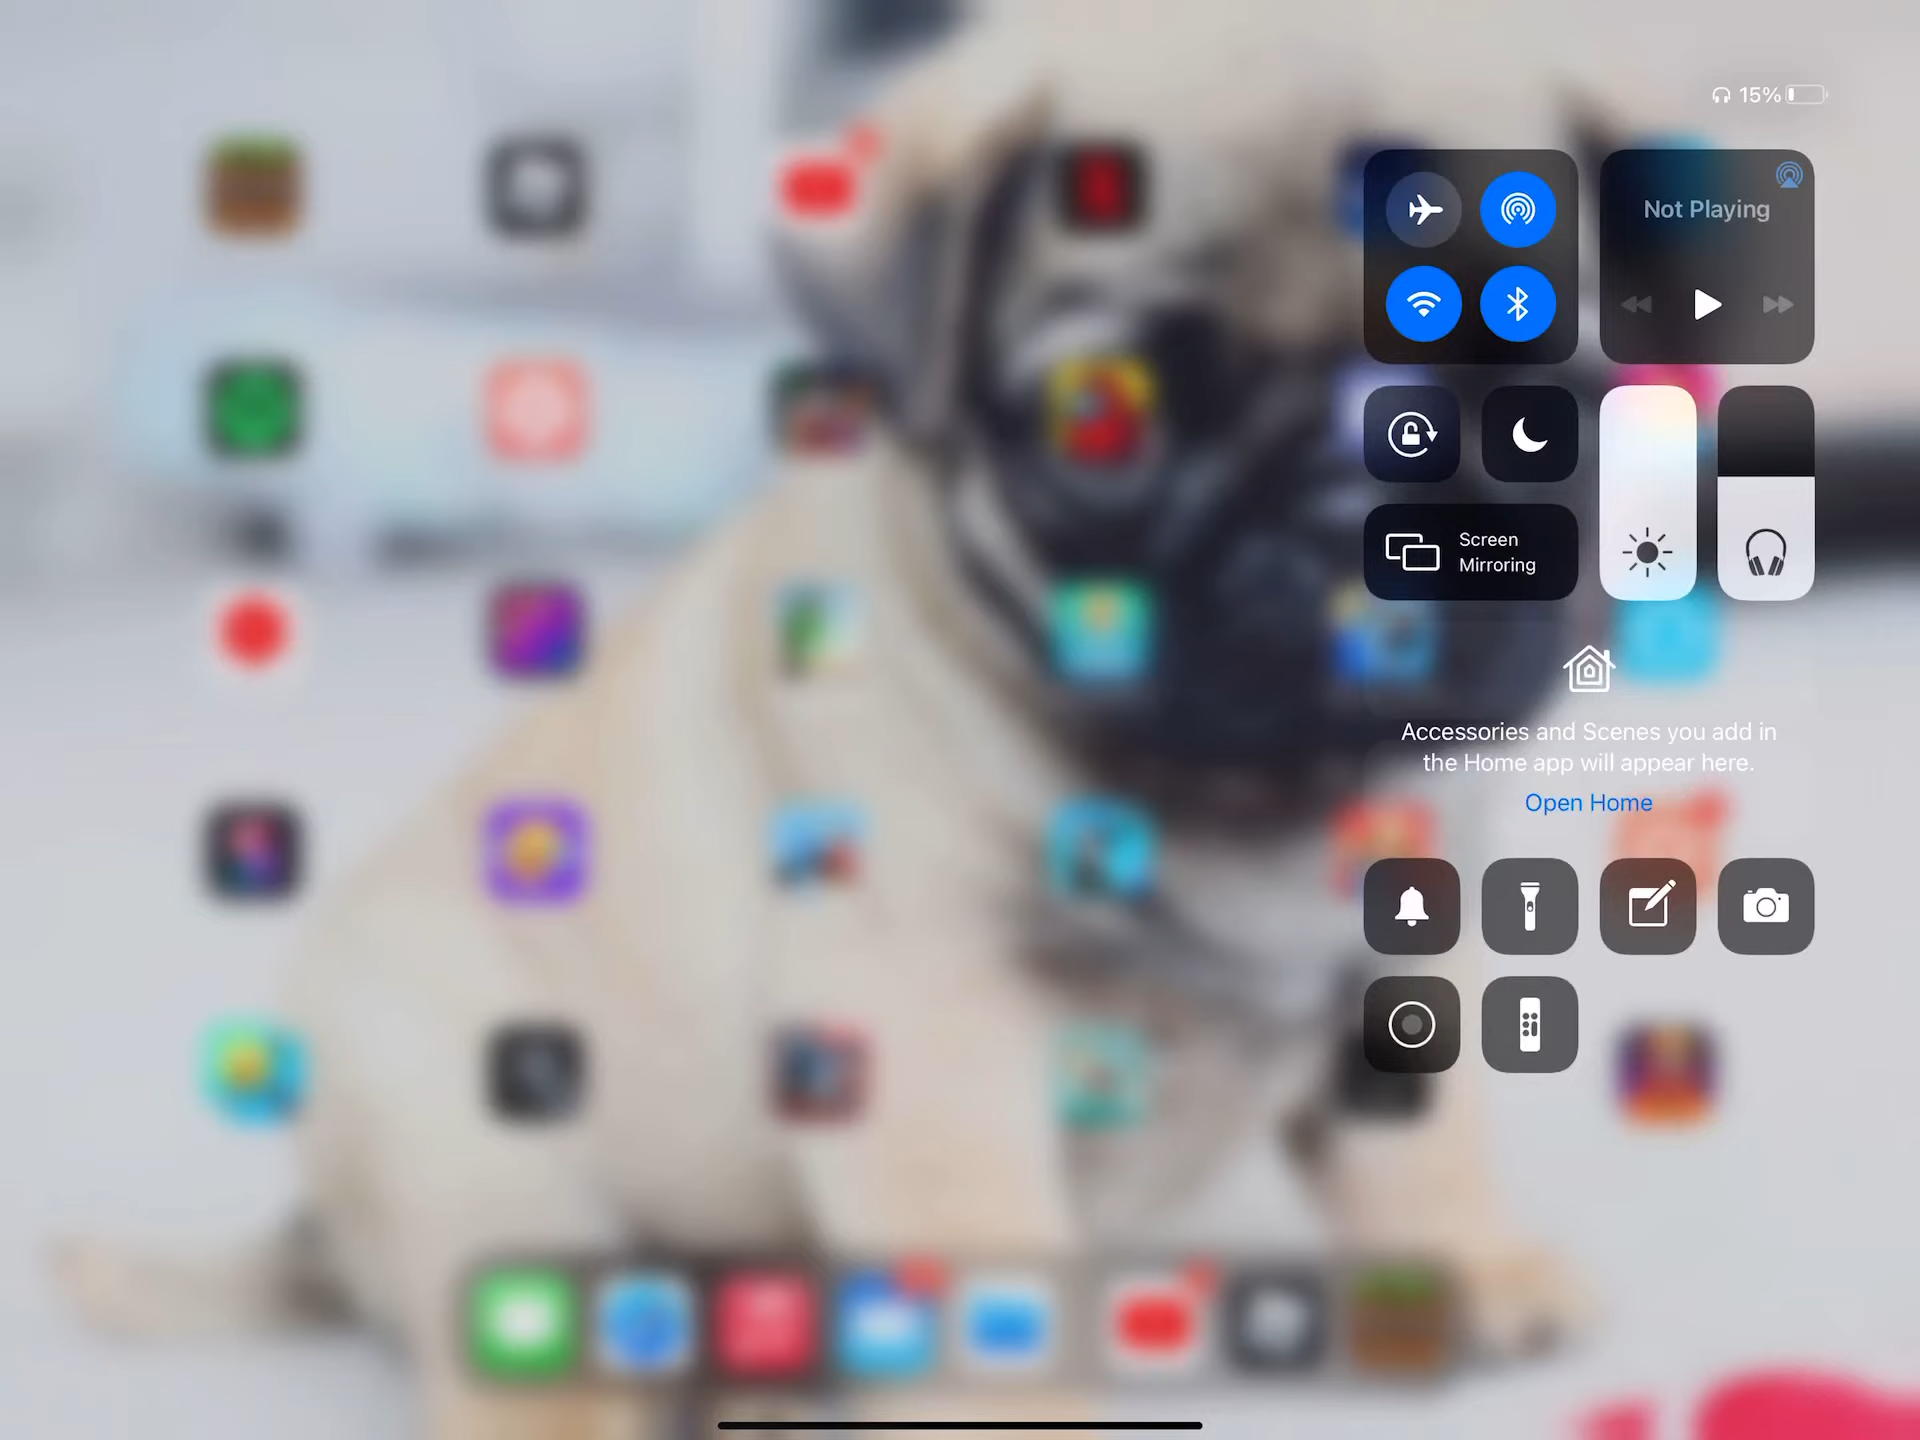 15%
Not Playing
Screen
Mirroring
Accessories and Scenes you add in
the Home app will appear here.
Open Home